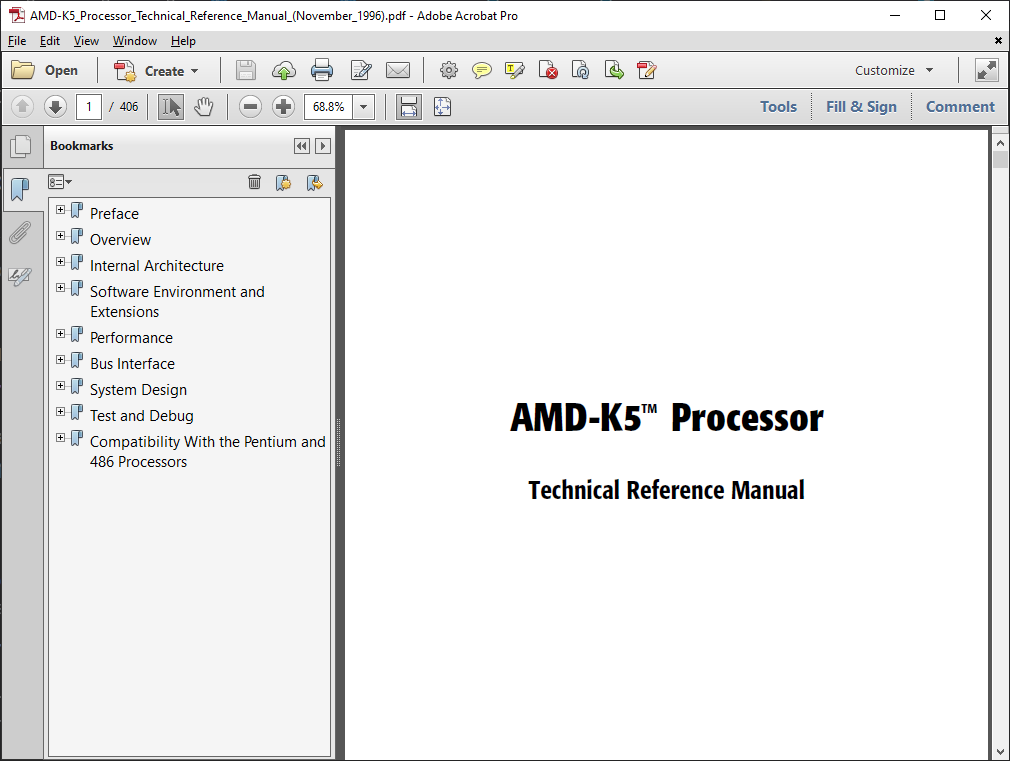 AMD-K5_Processor_Technical_Reference_Manual_(November_1996).pdf - Adobe Acrobat Pro
File Edit View Window Help
Open Create Customize
1 / 406 68.8% Tools Fill & Sign Comment
Bookmarks
Preface
Overview
Internal Architecture
Software Environment and
Extensions
Performance
Bus Interface
System Design
Test and Debug
Compatibility With the Pentium and
486 Processors
AMD-K5™ Processor
Technical Reference Manual